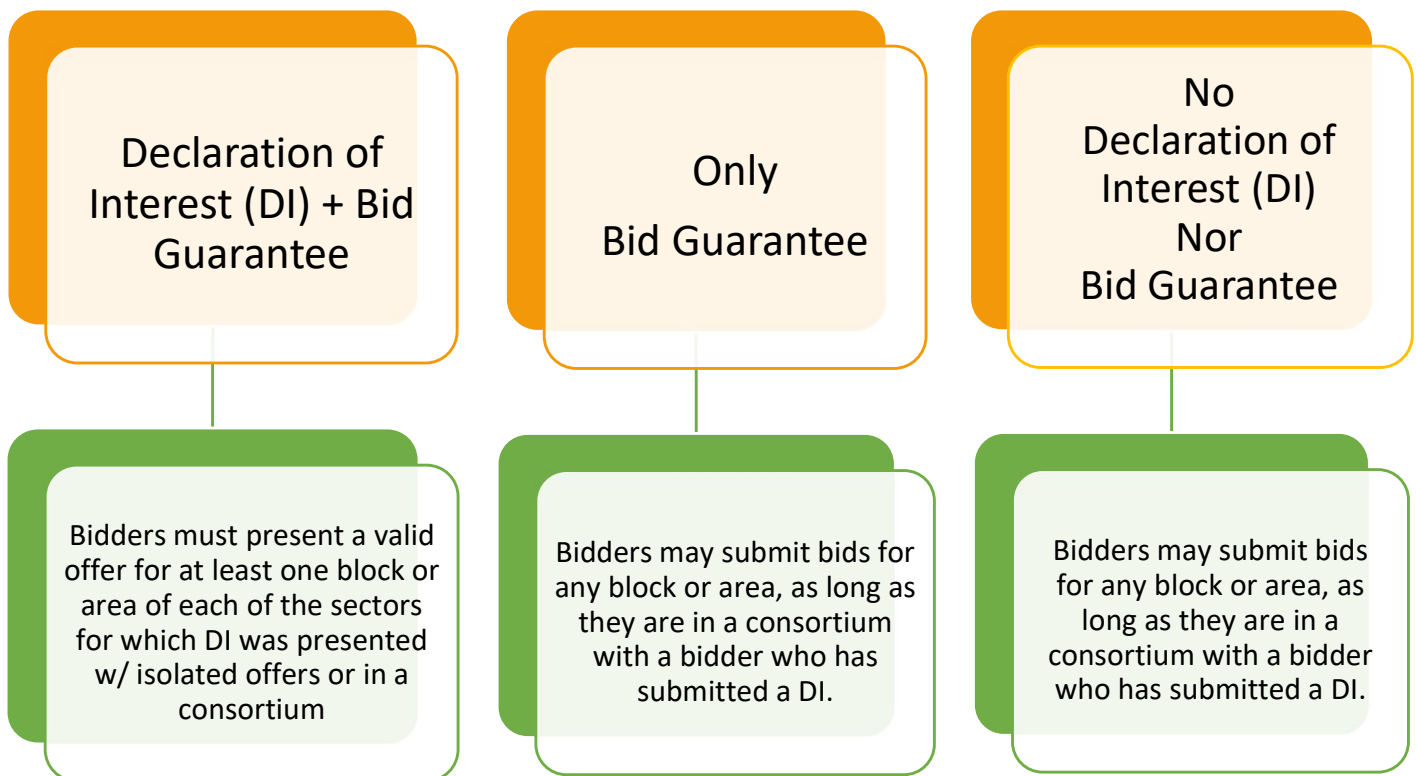 Declaration of
Interest (DI) + Bid
Guarantee
Only
Bid Guarantee
No
Declaration of
Interest (DI)
Nor
Bid Guarantee
Bidders must present a valid
offer for at least one block or
area of each of the sectors
for which DI was presented
w/ isolated offers or in a
consortium
Bidders may submit bids for
any block or area, as long as
they are in a consortium
with a bidder who has
submitted a DI.
Bidders may submit bids
for any block or area, as
long as they are in a
consortium with a bidder
who has submitted a DI.